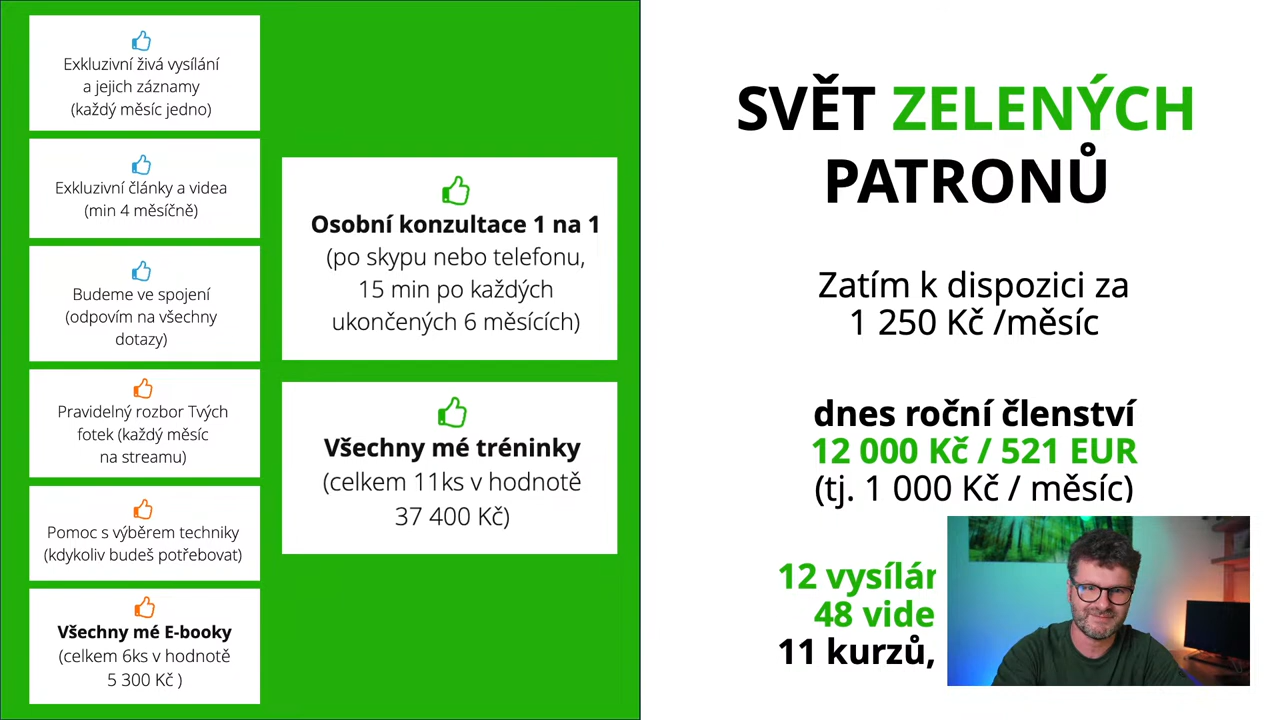 Exkluzivní živá vysílání
a jejich záznamy
(každý měsíc jedno)
Exkluzivní články a videa
(min 4 měsíčně)
Budeme ve spojení
(odpovím na všechny
dotazy)
Pravidelný rozbor Tvých
fotek (každý měsíc
na streamu)
Pomoc s výběrem techniky
(kdykoliv budeš potřebovat)
Všechny mé E-booky
(celkem 6ks v hodnotě
5 300 Kč )
Osobní konzultace 1 na 1
(po skypu nebo telefonu,
15 min po každých
ukončených 6 měsících)
Všechny mé tréninky
(celkem 11ks v hodnotě
37 400 Kč)
SVĚT ZELENÝCH
PATRONŮ
Zatím k dispozici za
1 250 Kč /měsíc
dnes roční členství
12 000 Kč / 521 EUR
(tj. 1 000 Kč / měsíc)
12
48
11 kurzů,